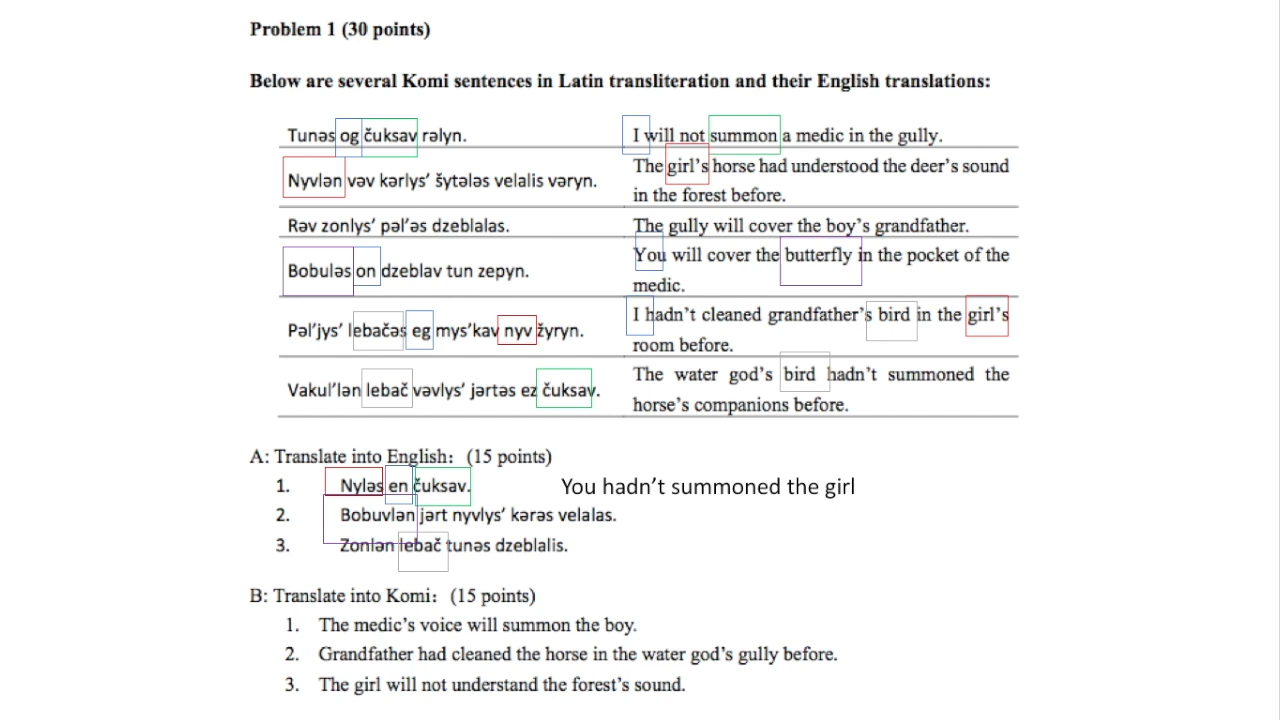 Problem 1 (30 points)
Below are several Komi sentences in Latin transliteration and their English translations:
Tunəs og čuksav rəlyn.
I will not summon a medic in the gully.
Nyvlən vəv kərlys’ šytələs velalis vəryn.
The girl’s horse had understood the deer’s sound
in the forest before.
Rəv zonlys’ pəl’əs dzeblalas.
The gully will cover the boy’s grandfather.
Bobuləs on dzeblav tun zepyn.
You will cover the butterfly in the pocket of the
medic.
Pəl’jys’ lebačəs eg mys’kav nyv žyryn.
I hadn’t cleaned grandfather’s bird in the girl’s
room before.
Vakul’lən lebač vəvlys’ jərtəs ez čuksav.
The water god’s bird hadn’t summoned the
horse’s companions before.
A: Translate into English: (15 points)
1. Nyləs en čuksav.
You hadn’t summoned the girl
2. Bobuvlən jərt nyvlys’ kərəs velalas.
3. Zonlən lebač tunəs dzeblalis.
B: Translate into Komi: (15 points)
1. The medic’s voice will summon the boy.
2. Grandfather had cleaned the horse in the water god’s gully before.
3. The girl will not understand the forest’s sound.